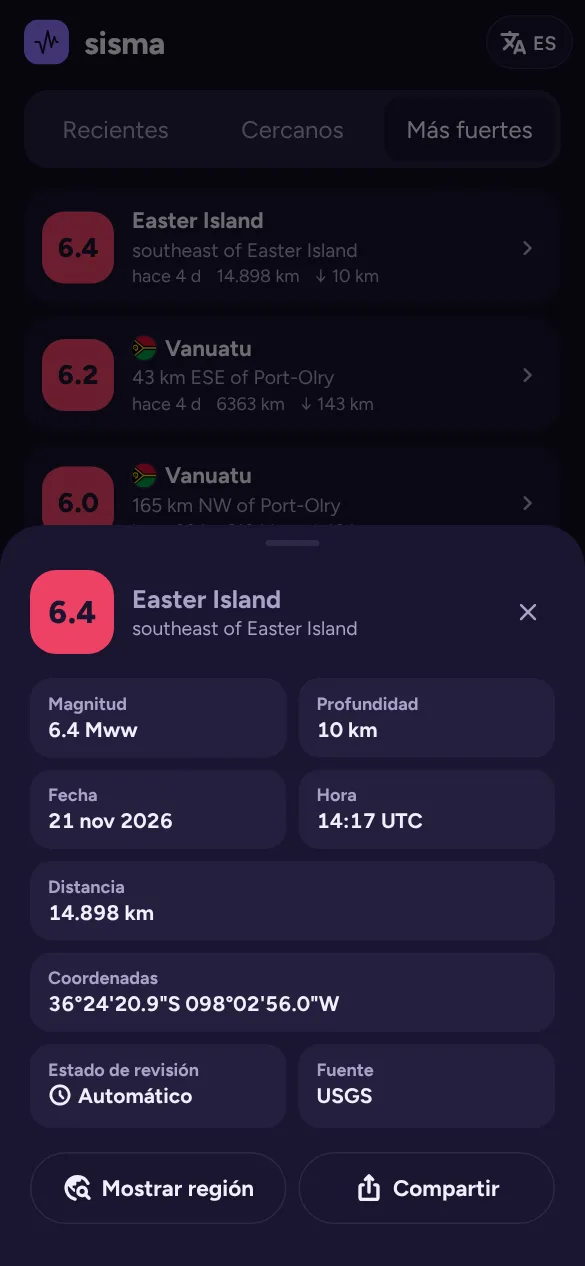 sisma
ES
Recientes Cercanos Más fuertes
6.4
Easter Island
southeast of Easter Island
hace 4 d 14.898 km ↓ 10 km
6.2
Vanuatu
43 km ESE of Port-Olry
hace 4 d 6363 km ↓ 143 km
6.0
Vanuatu
165 km NW of Port-Olry
6.4
Easter Island
southeast of Easter Island
Magnitud
6.4 Mww
Profundidad
10 km
Fecha
21 nov 2026
Hora
14:17 UTC
Distancia
14.898 km
Coordenadas
36°24'20.9"S 098°02'56.0"W
Estado de revisión
Automático
Fuente
USGS
Mostrar región
Compartir